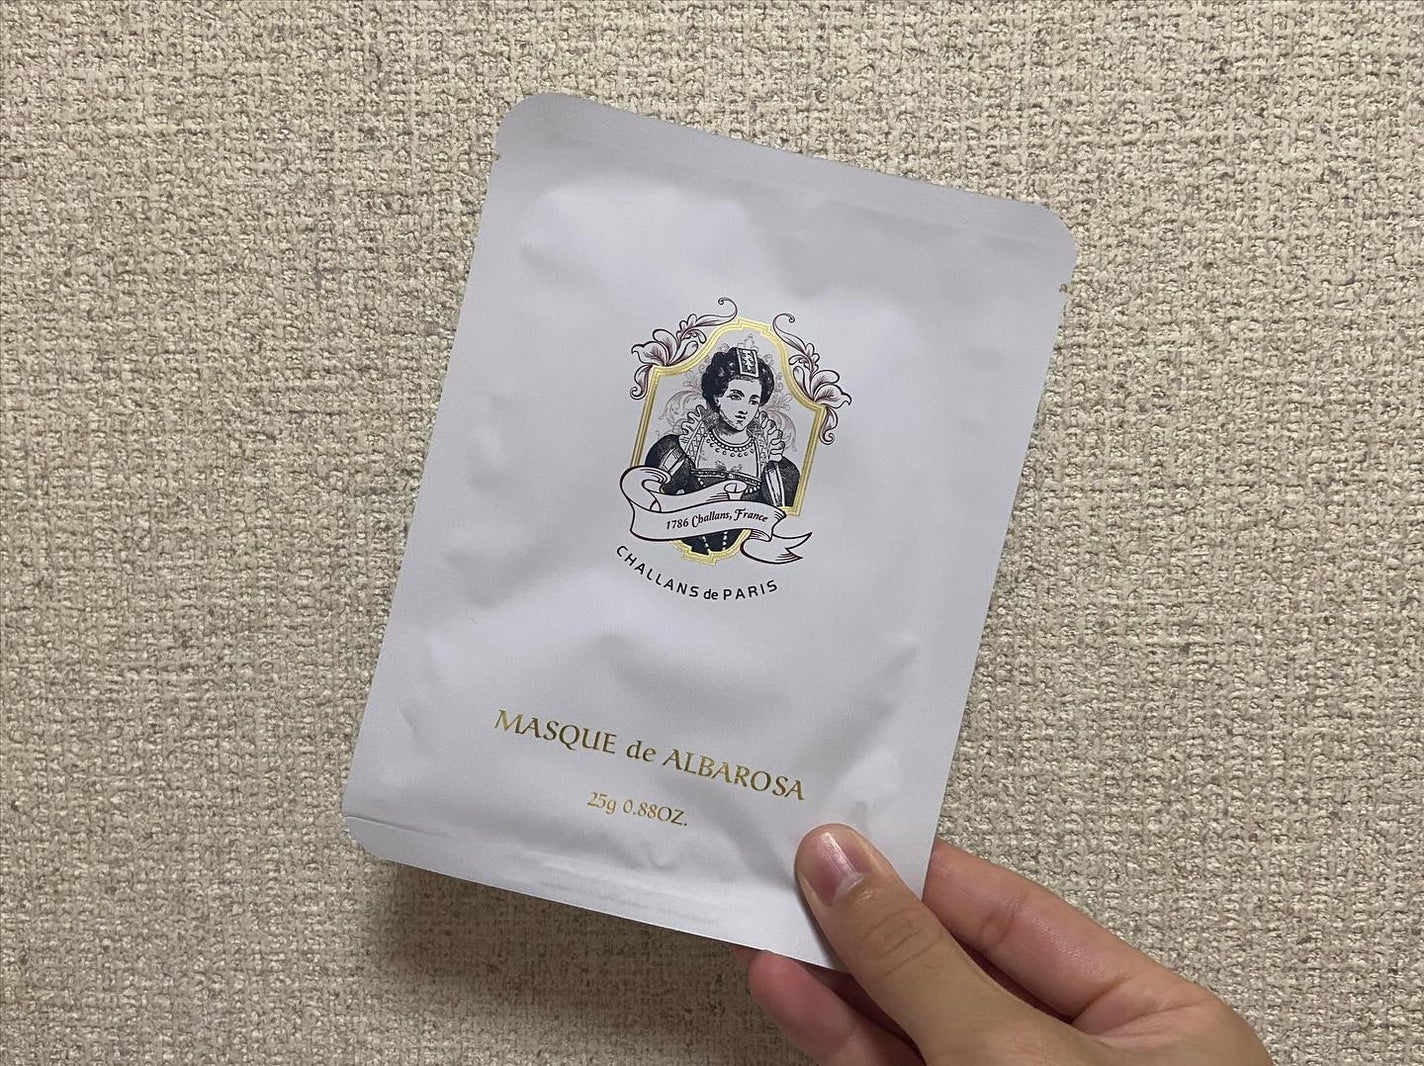 1786 Challans, France
CHALLANS de PARIS
MASQUE de ALBAROSA
25g 0.88OZ.